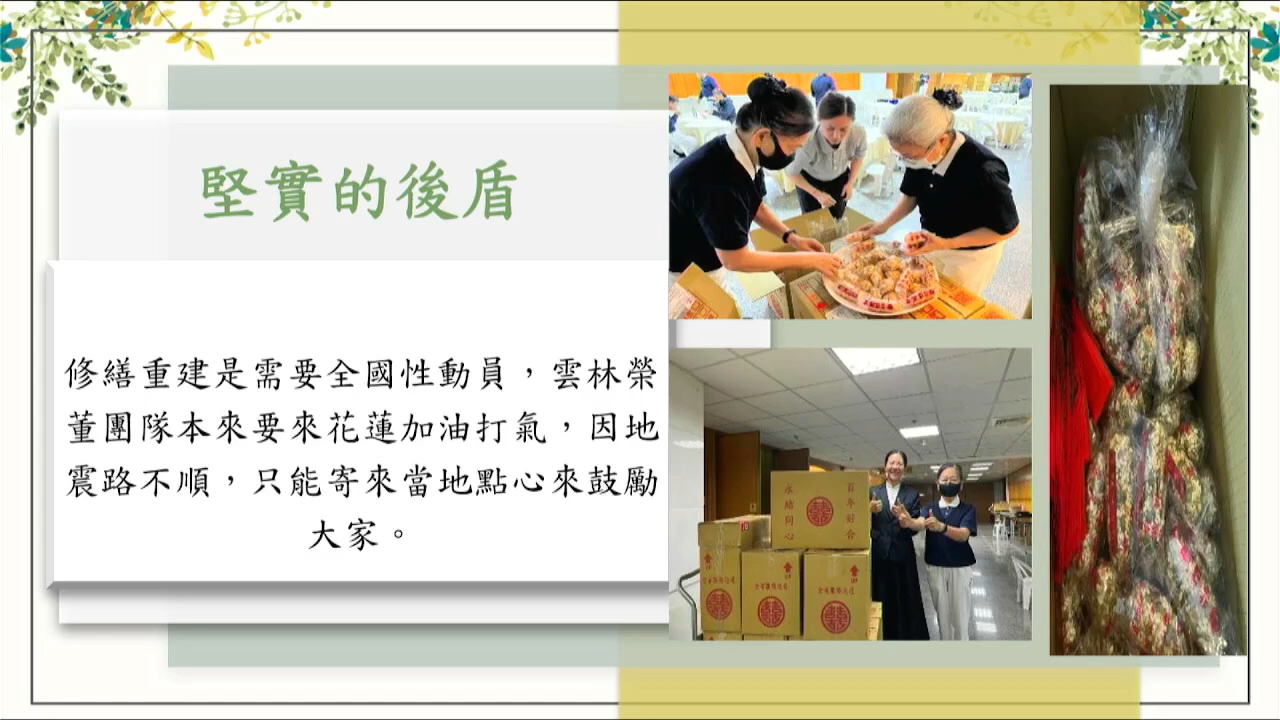 堅實的後盾
修繕重建是需要全國性動員，雲林榮
董團隊本來要來花蓮加油打氣，因地
震路不順，只能寄來當地點心來鼓勵
大家。
永結同心
百年好合